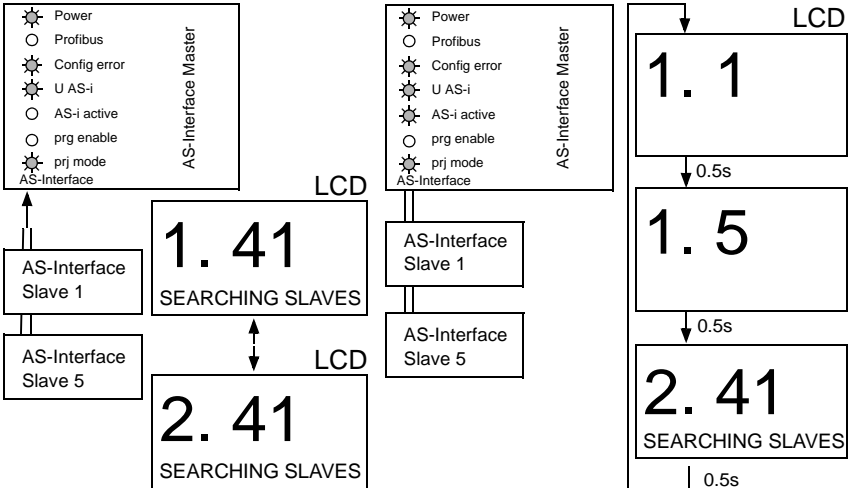 Power
Profibus
Config error
U AS-i
AS-i active
prg enable
prj mode
AS-Interface
AS-Interface Master
AS-Interface
Slave 1
AS-Interface
Slave 5
LCD
1. 41
SEARCHING SLAVES
LCD
2. 41
SEARCHING SLAVES
Power
Profibus
Config error
U AS-i
AS-i active
prg enable
prj mode
AS-Interface
AS-Interface Master
AS-Interface
Slave 1
AS-Interface
Slave 5
LCD
1. 1
0.5s
1. 5
0.5s
2. 41
SEARCHING SLAVES
0.5s